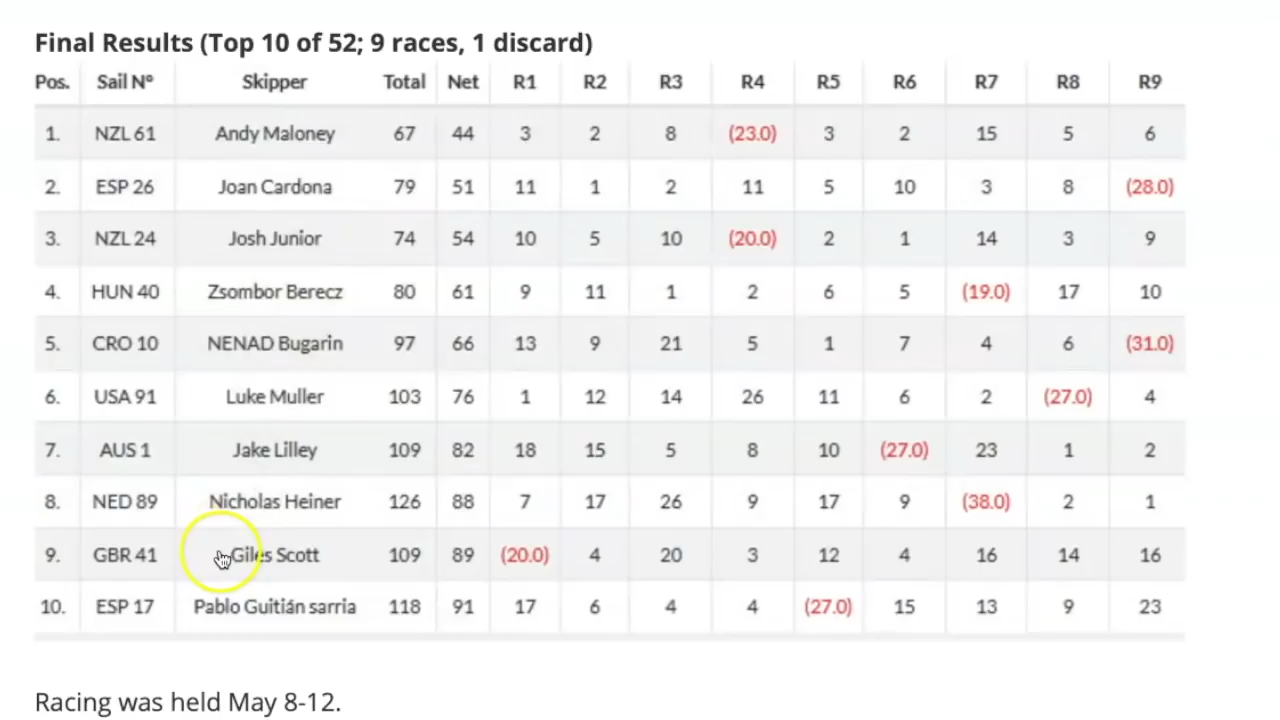 Final Results (Top 10 of 52; 9 races, 1 discard)
Pos. Sail Nº Skipper Total Net R1 R2 R3 R4 R5 R6 R7 R8 R9
1. NZL 61 Andy Maloney 67 44 3 2 8 (23.0) 3 2 15 5 6
2. ESP 26 Joan Cardona 79 51 11 1 2 11 5 10 3 8 (28.0)
3. NZL 24 Josh Junior 74 54 10 5 10 (20.0) 2 1 14 3 9
4. HUN 40 Zsombor Berecz 80 61 9 11 1 2 6 5 (19.0) 17 10
5. CRO 10 NENAD Bugarin 97 66 13 9 21 5 1 7 4 6 (31.0)
6. USA 91 Luke Muller 103 76 1 12 14 26 11 6 2 (27.0) 4
7. AUS 1 Jake Lilley 109 82 18 15 5 8 10 (27.0) 23 1 2
8. NED 89 Nicholas Heiner 126 88 7 17 26 9 17 9 (38.0) 2 1
9. GBR 41 Giles Scott 109 89 (20.0) 4 20 3 12 4 16 14 16
10. ESP 17 Pablo Guitián sarria 118 91 17 6 4 4 (27.0) 15 13 9 23
Racing was held May 8-12.